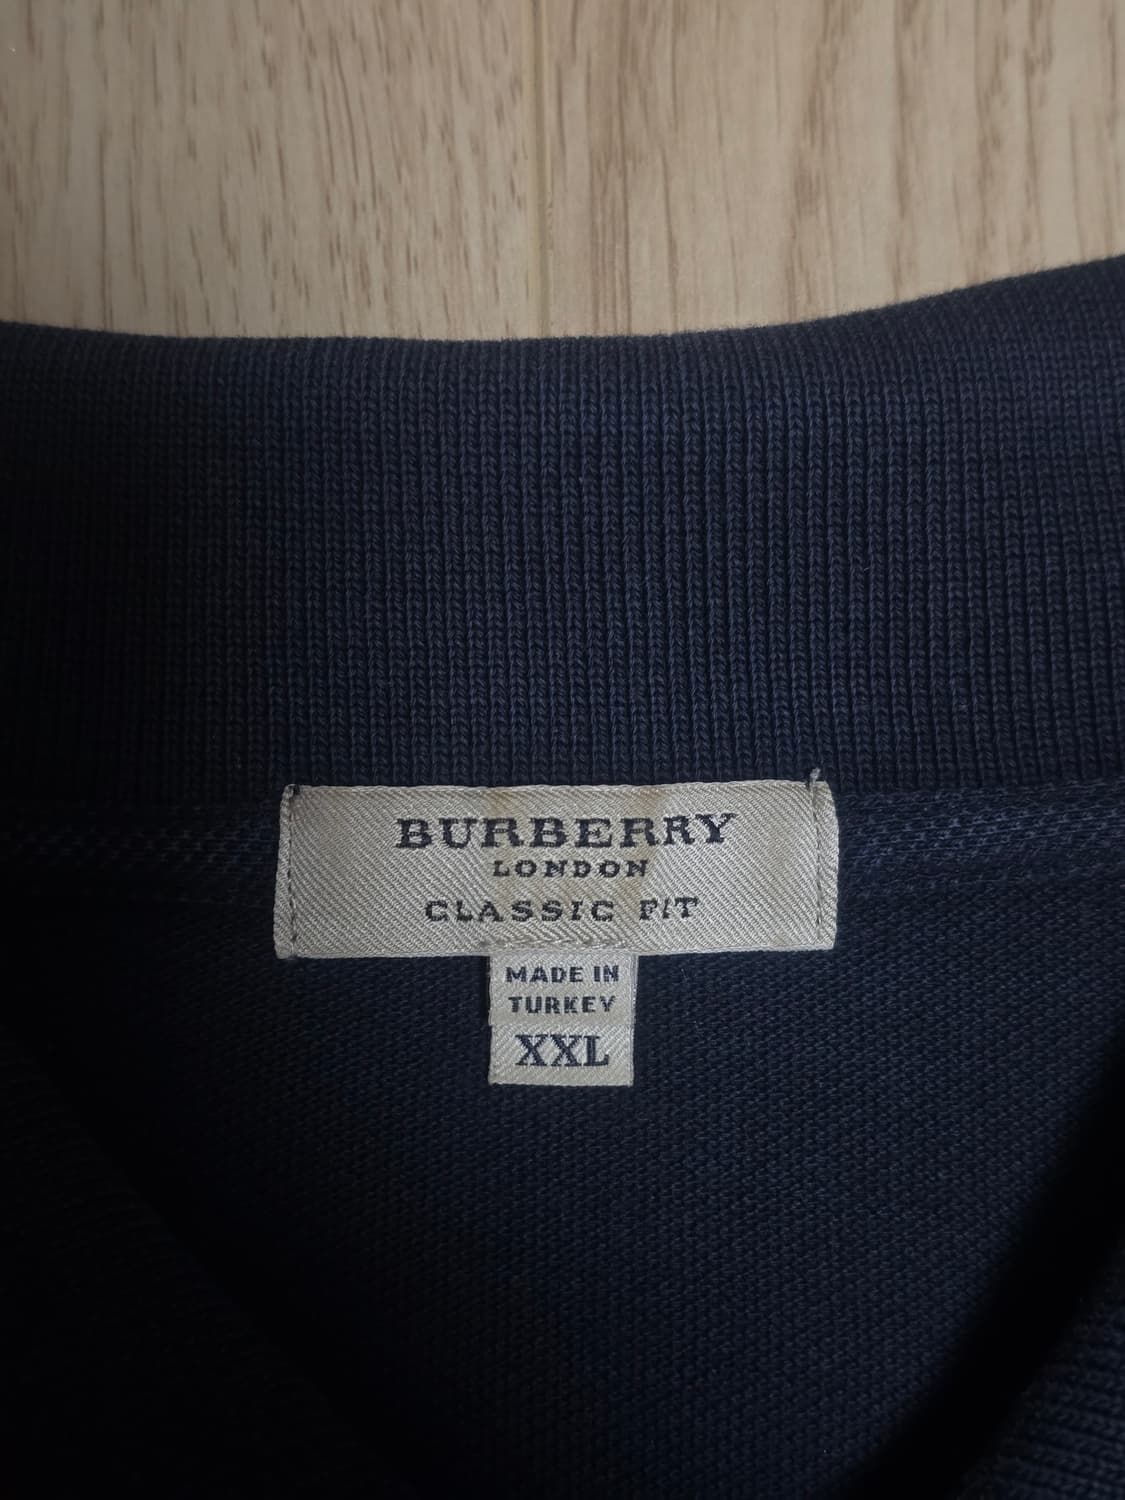 BURBERRY
LONDON
CLASSIC FIT
MADE IN
TURKEY
XXL